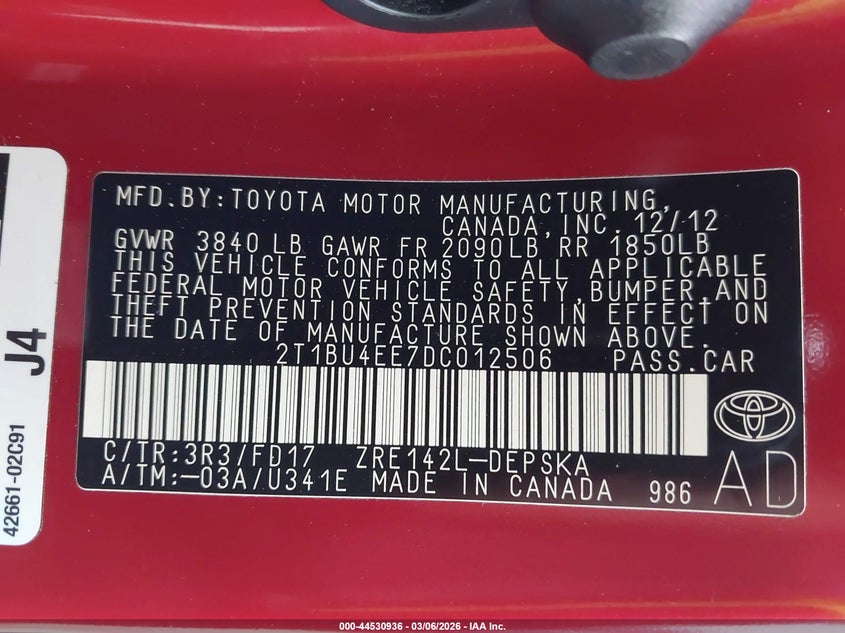 MFD.BY:TOYOTA MOTOR MANUFACTURING,
CANADA,INC. 12/12
GVWR 3840 LB GAWR FR 2090LB RR 1850LB
THIS VEHICLE CONFORMS TO ALL APPLICABLE
FEDERAL MOTOR VEHICLE SAFETY,BUMPER,AND
THEFT PREVENTION STANDARDS IN EFFECT ON
THE DATE OF MANUFACTURE SHOWN ABOVE.
2T1BU4EE7DC012506 PASS.CAR
C/TR:3R3/FD17 ZRE142L-DEPSKA
A/TM:-03A/U341E MADE IN CANADA 986
AD
J4
42661-02C91
000-44530936 - 03/06/2026 - IAA Inc.